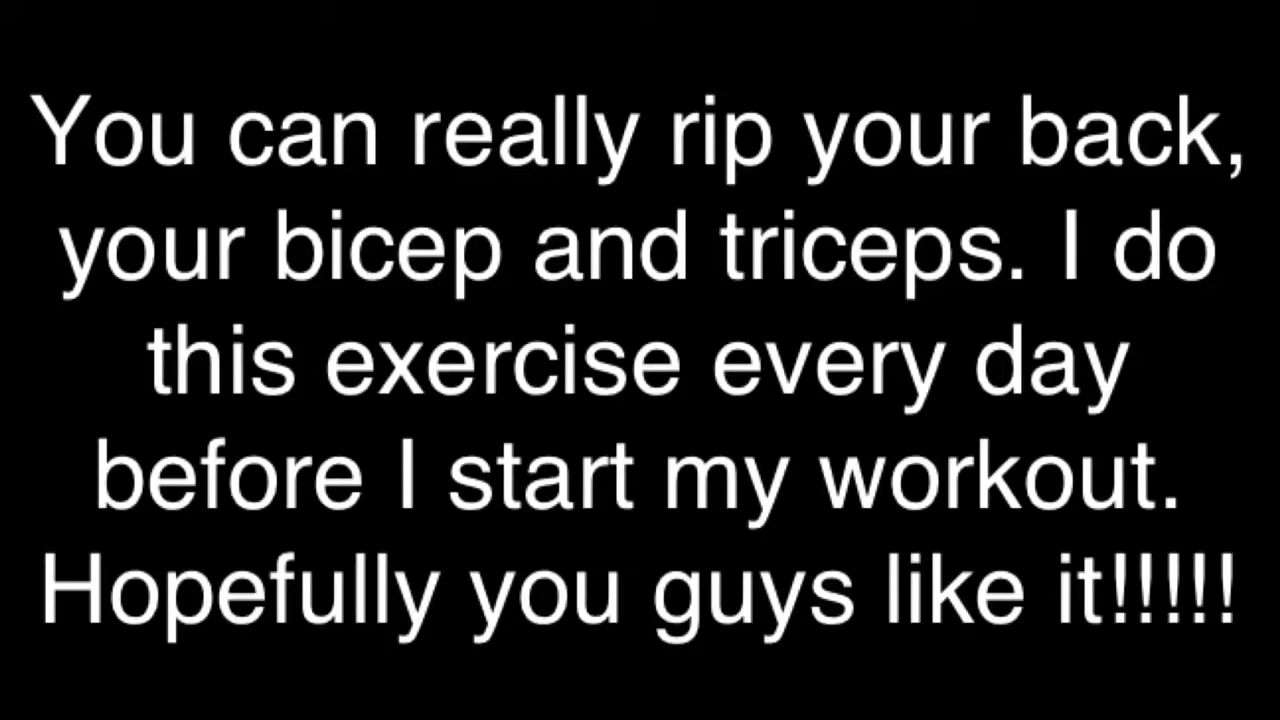 You can really rip your back,
your bicep and triceps. I do
this exercise every day
before I start my workout.
Hopefully you guys like it!!!!!